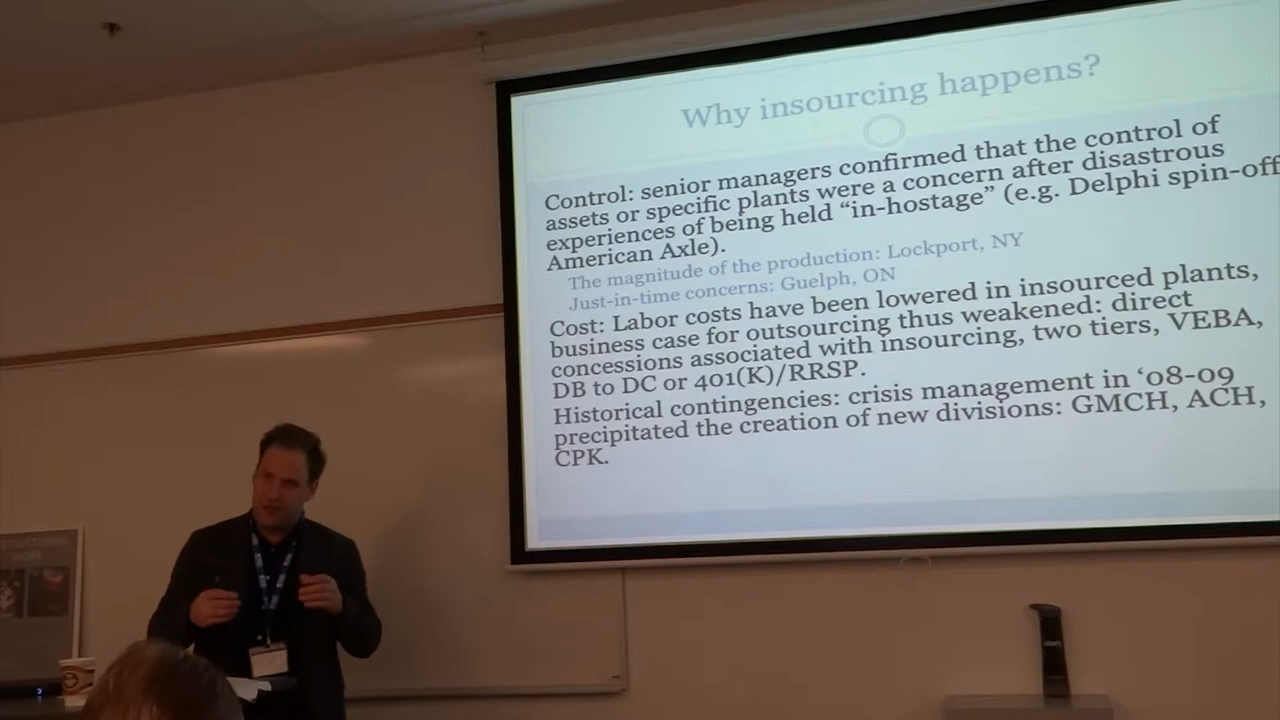 Why insourcing happens?
Control: senior managers confirmed that the control of
assets or specific plants were a concern after disastrous
experiences of being held “in-hostage” (e.g. Delphi spin-off
American Axle).
The magnitude of the production: Lockport, NY
Just-in-time concerns: Guelph, ON
Cost: Labor costs have been lowered in insourced plants,
business case for outsourcing thus weakened: direct
concessions associated with insourcing, two tiers, VEBA,
DB to DC or 401(K)/RRSP.
Historical contingencies: crisis management in ‘08-09
precipitated the creation of new divisions: GMCH, ACH,
CPK.